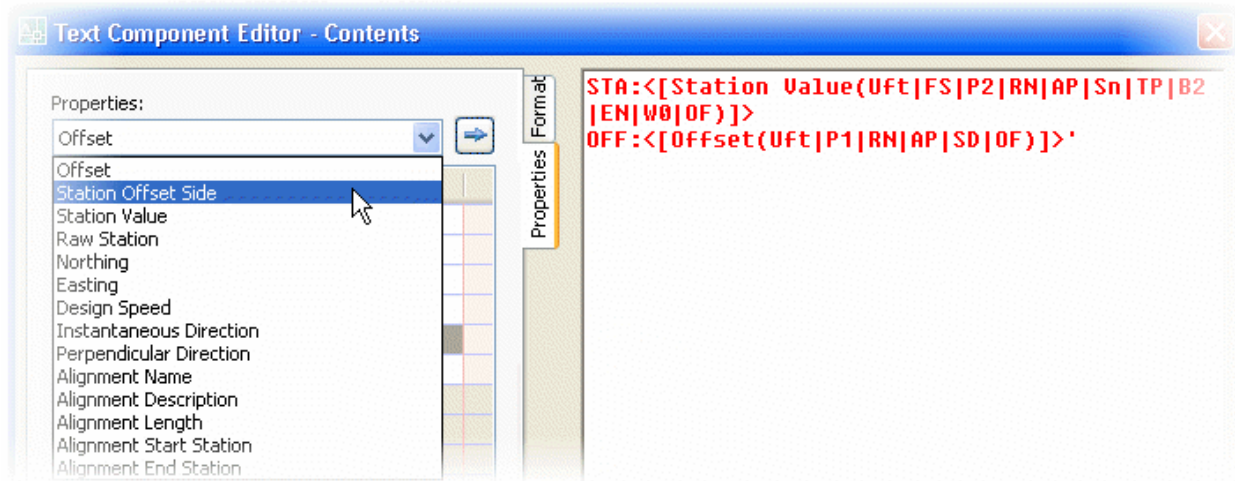 Text Component Editor - Contents
Properties:
Offset
Offset
Station Offset Side
Station Value
Raw Station
Northing
Easting
Design Speed
Instantaneous Direction
Perpendicular Direction
Alignment Name
Alignment Description
Alignment Length
Alignment Start Station
Alignment End Station
Format
Properties
STA:<[Station Value(Uft|FS|P2|RN|AP|Sn|TP|B2
|EN|W0|OF)]>
OFF:<[Offset(Uft|P1|RN|AP|SD|OF)]>'